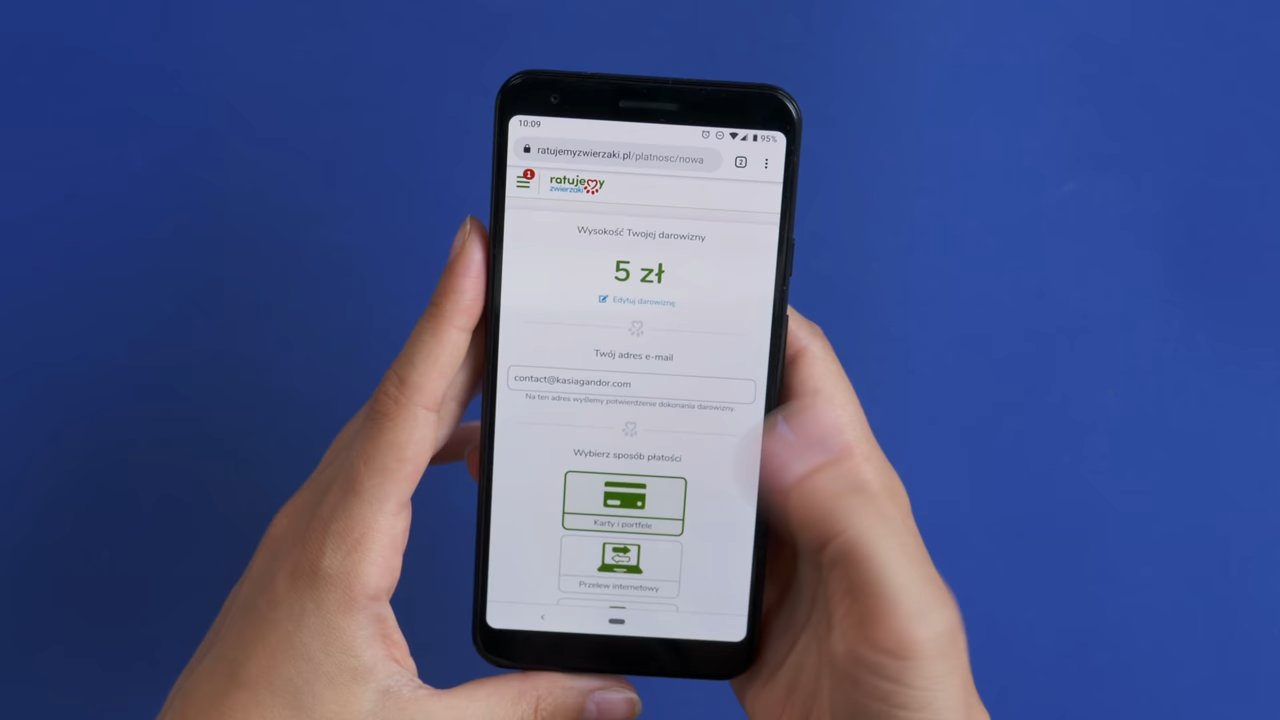 10:09
95%
ratujemyzwierzaki.pl/platnosc/nowa
2
1
ratujemy
zwierzaki
Wysokość Twojej darowizny
5 zł
Edytuj darowiznę
Twój adres e-mail
contact@kasiagandor.com
Na ten adres wyślemy potwierdzenie dokonania darowizny.
Wybierz sposób płatości
Karty i portfele
Przelew internetowy